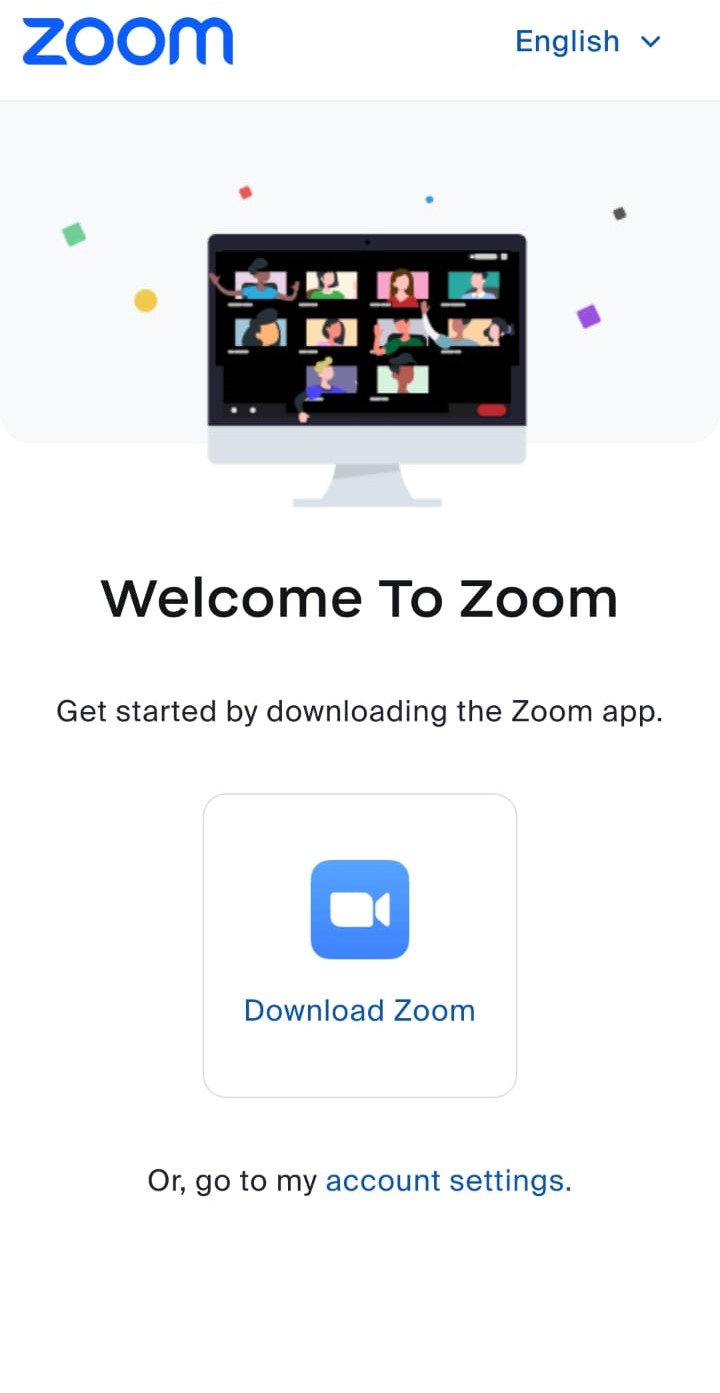 zoom
English
Welcome To Zoom
Get started by downloading the Zoom app.
Download Zoom
Or, go to my account settings.